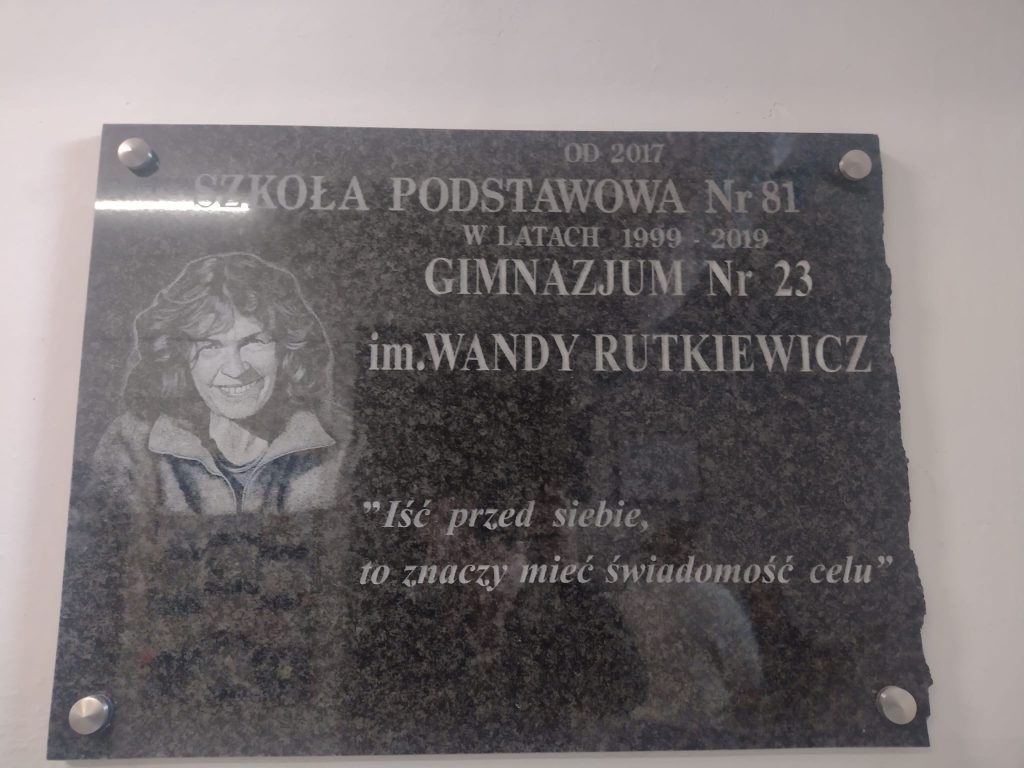 OD 2017
SZKOŁA PODSTAWOWA Nr 81
W LATACH 1999 - 2019
GIMNAZJUM Nr 23
im.WANDY RUTKIEWICZ
"Iść przed siebie,
to znaczy mieć świadomość celu"